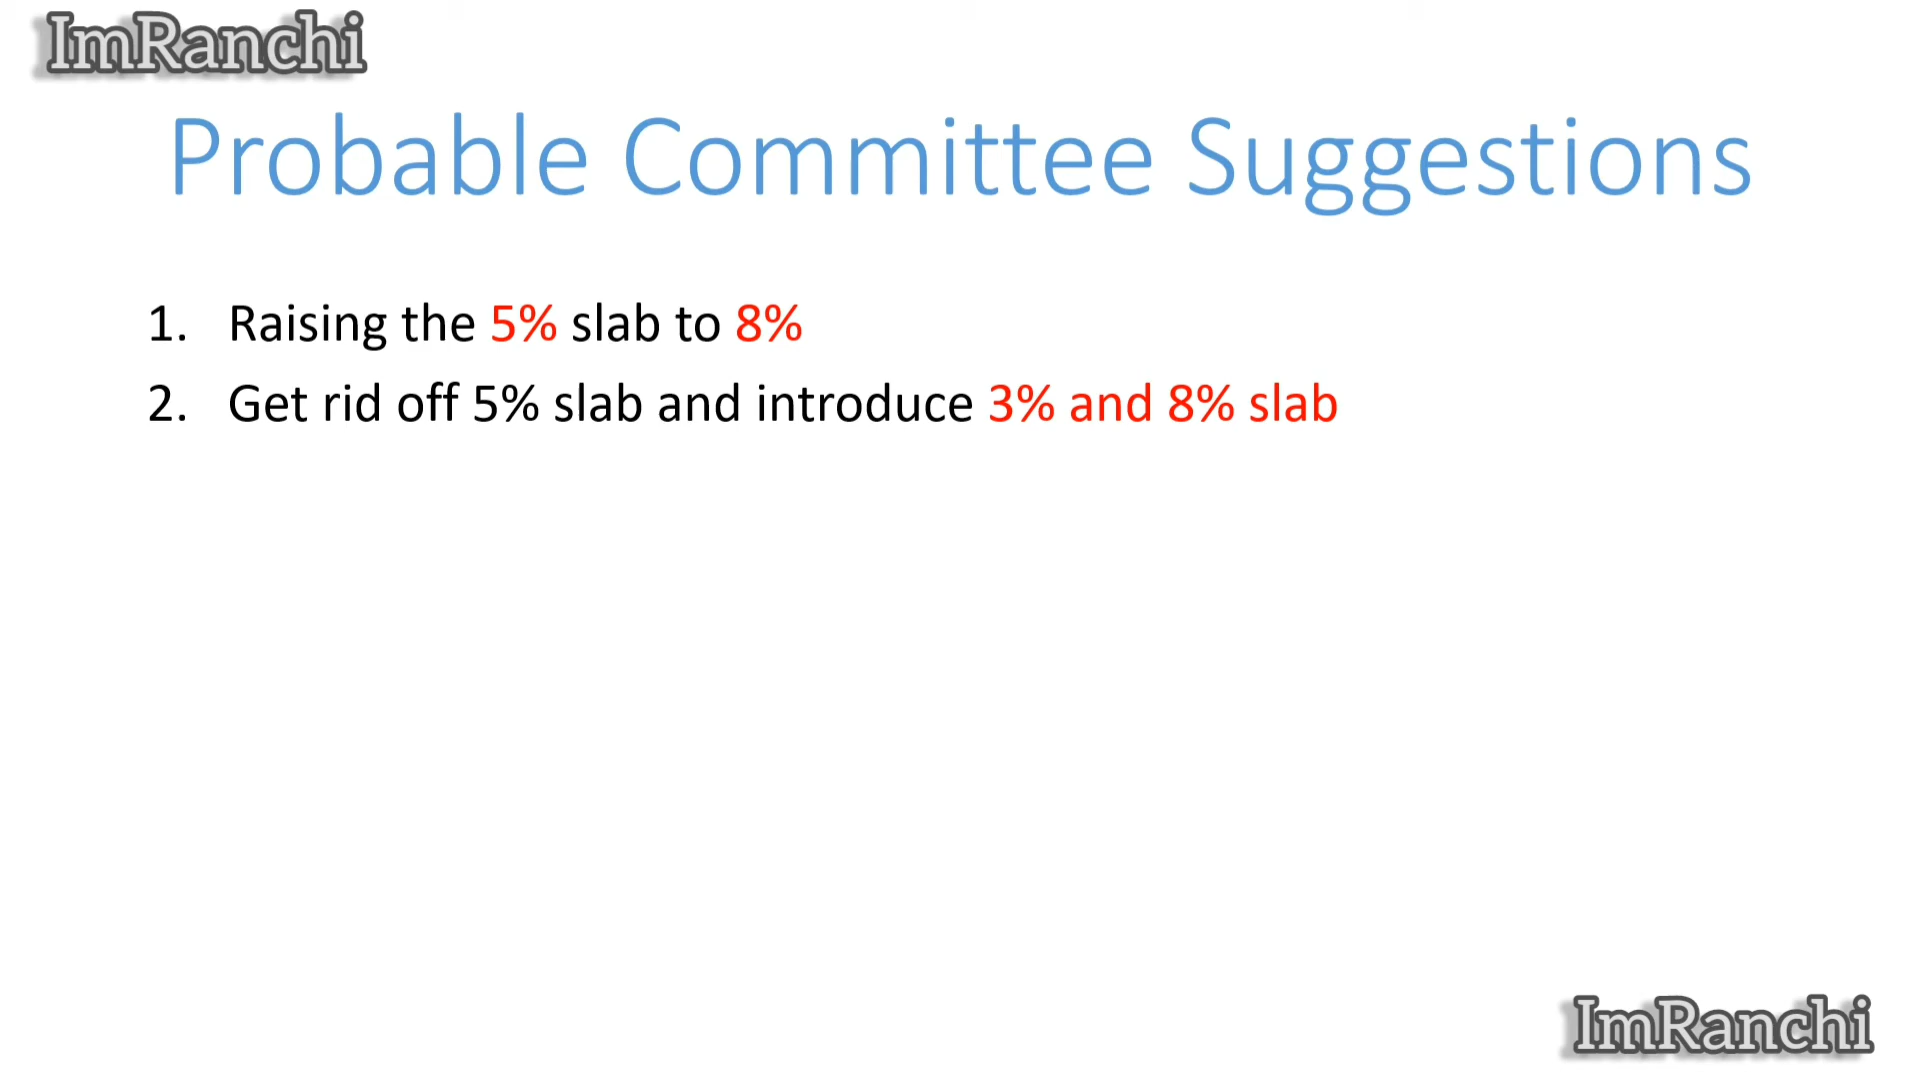 ImRanchi
Probable Committee Suggestions
1. Raising the 5% slab to 8%
2. Get rid off 5% slab and introduce 3% and 8% slab
ImRanchi